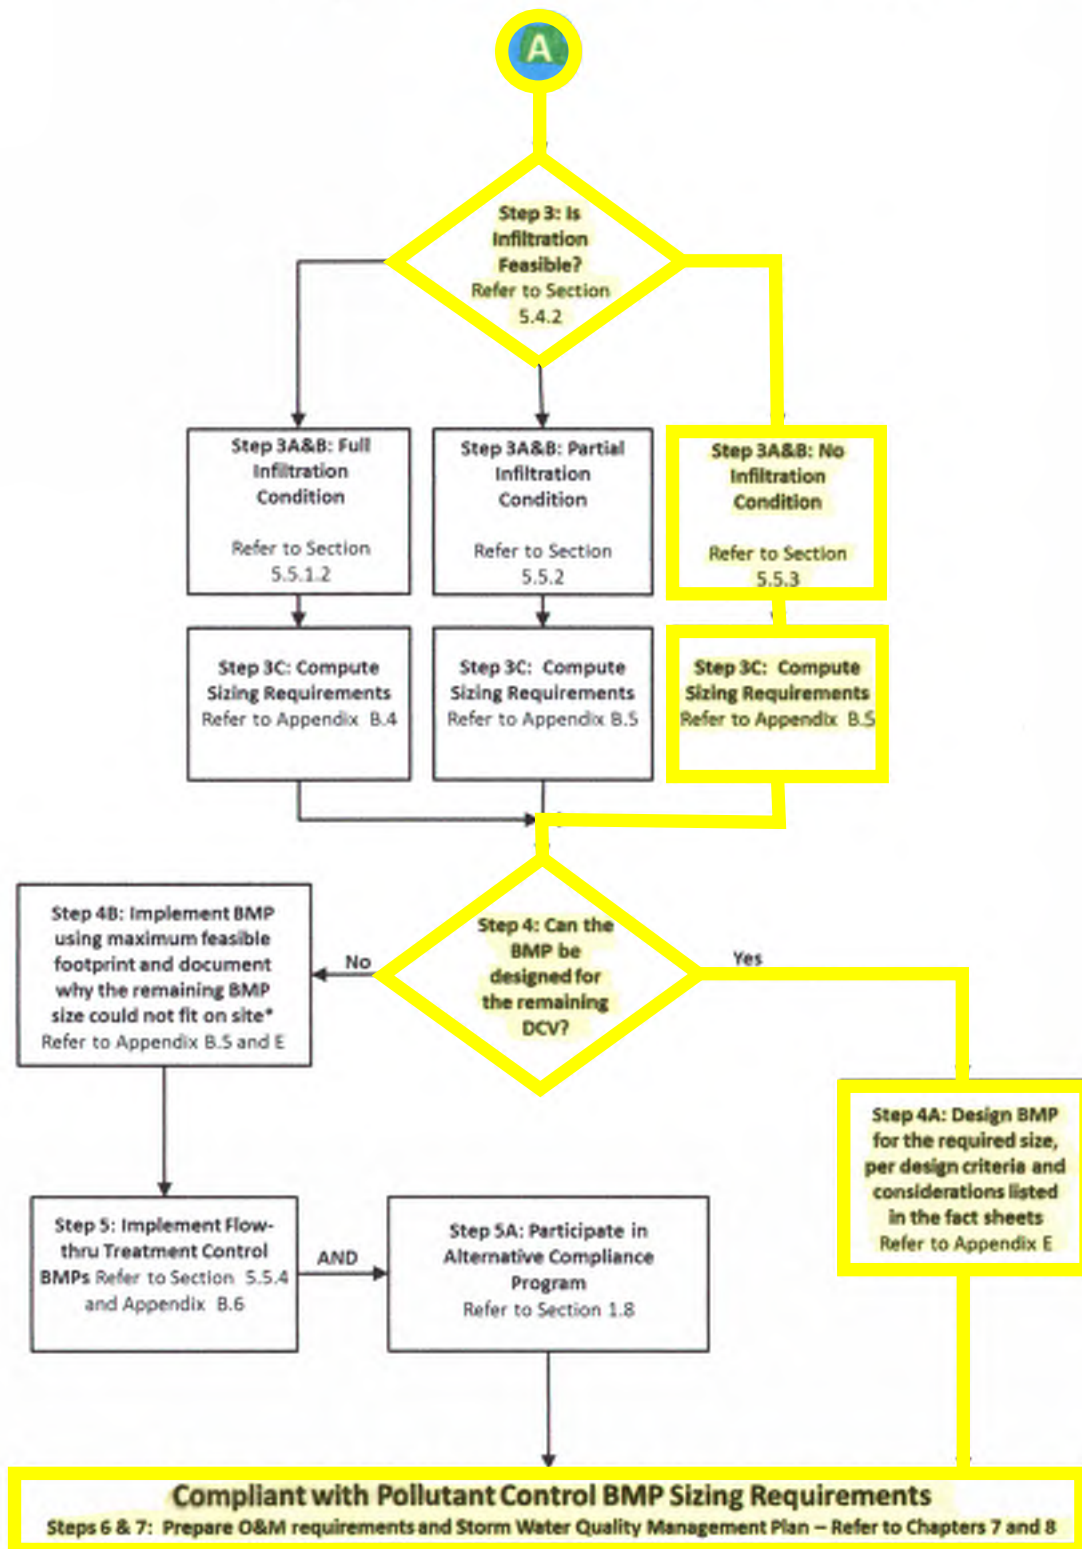 A
Step 3: Is
Infiltration
Feasible?
Refer to Section
5.4.2
Step 3A&B: Full
Infiltration
Condition
Refer to Section
5.5.1.2
Step 3A&B: Partial
Infiltration
Condition
Refer to Section
5.5.2
Step 3A&B: No
Infiltration
Condition
Refer to Section
5.5.3
Step 3C: Compute
Sizing Requirements
Refer to Appendix B.4
Step 3C: Compute
Sizing Requirements
Refer to Appendix B.5
Step 3C: Compute
Sizing Requirements
Refer to Appendix B.5
Step 4: Can the
BMP be
designed for
the remaining
DCV?
No
Yes
Step 4B: Implement BMP
using maximum feasible
footprint and document
why the remaining BMP
size could not fit on site*
Refer to Appendix B.5 and E
Step 4A: Design BMP
for the required size,
per design criteria and
considerations listed
in the fact sheets
Refer to Appendix E
Step 5: Implement Flow-
thru Treatment Control
BMPs Refer to Section 5.5.4
and Appendix B.6
AND
Step 5A: Participate in
Alternative Compliance
Program
Refer to Section 1.8
Compliant with Pollutant Control BMP Sizing Requirements
Steps 6 & 7: Prepare O&M requirements and Storm Water Quality Management Plan – Refer to Chapters 7 and 8